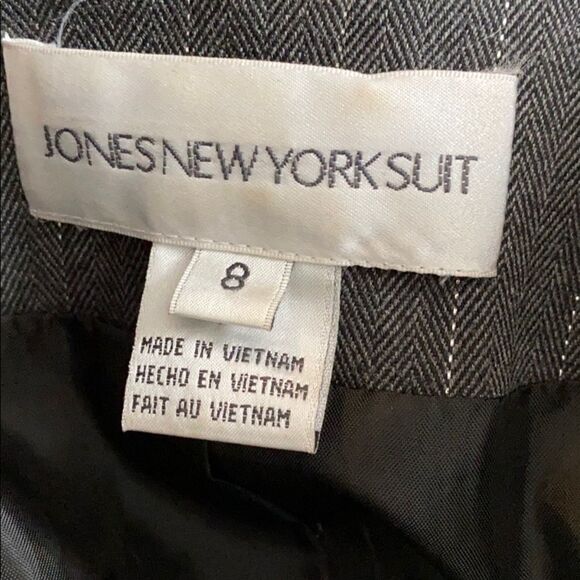 JONES NEW YORK SUIT
8
MADE IN VIETNAM
HECHO EN VIETNAM
FAIT AU VIETNAM